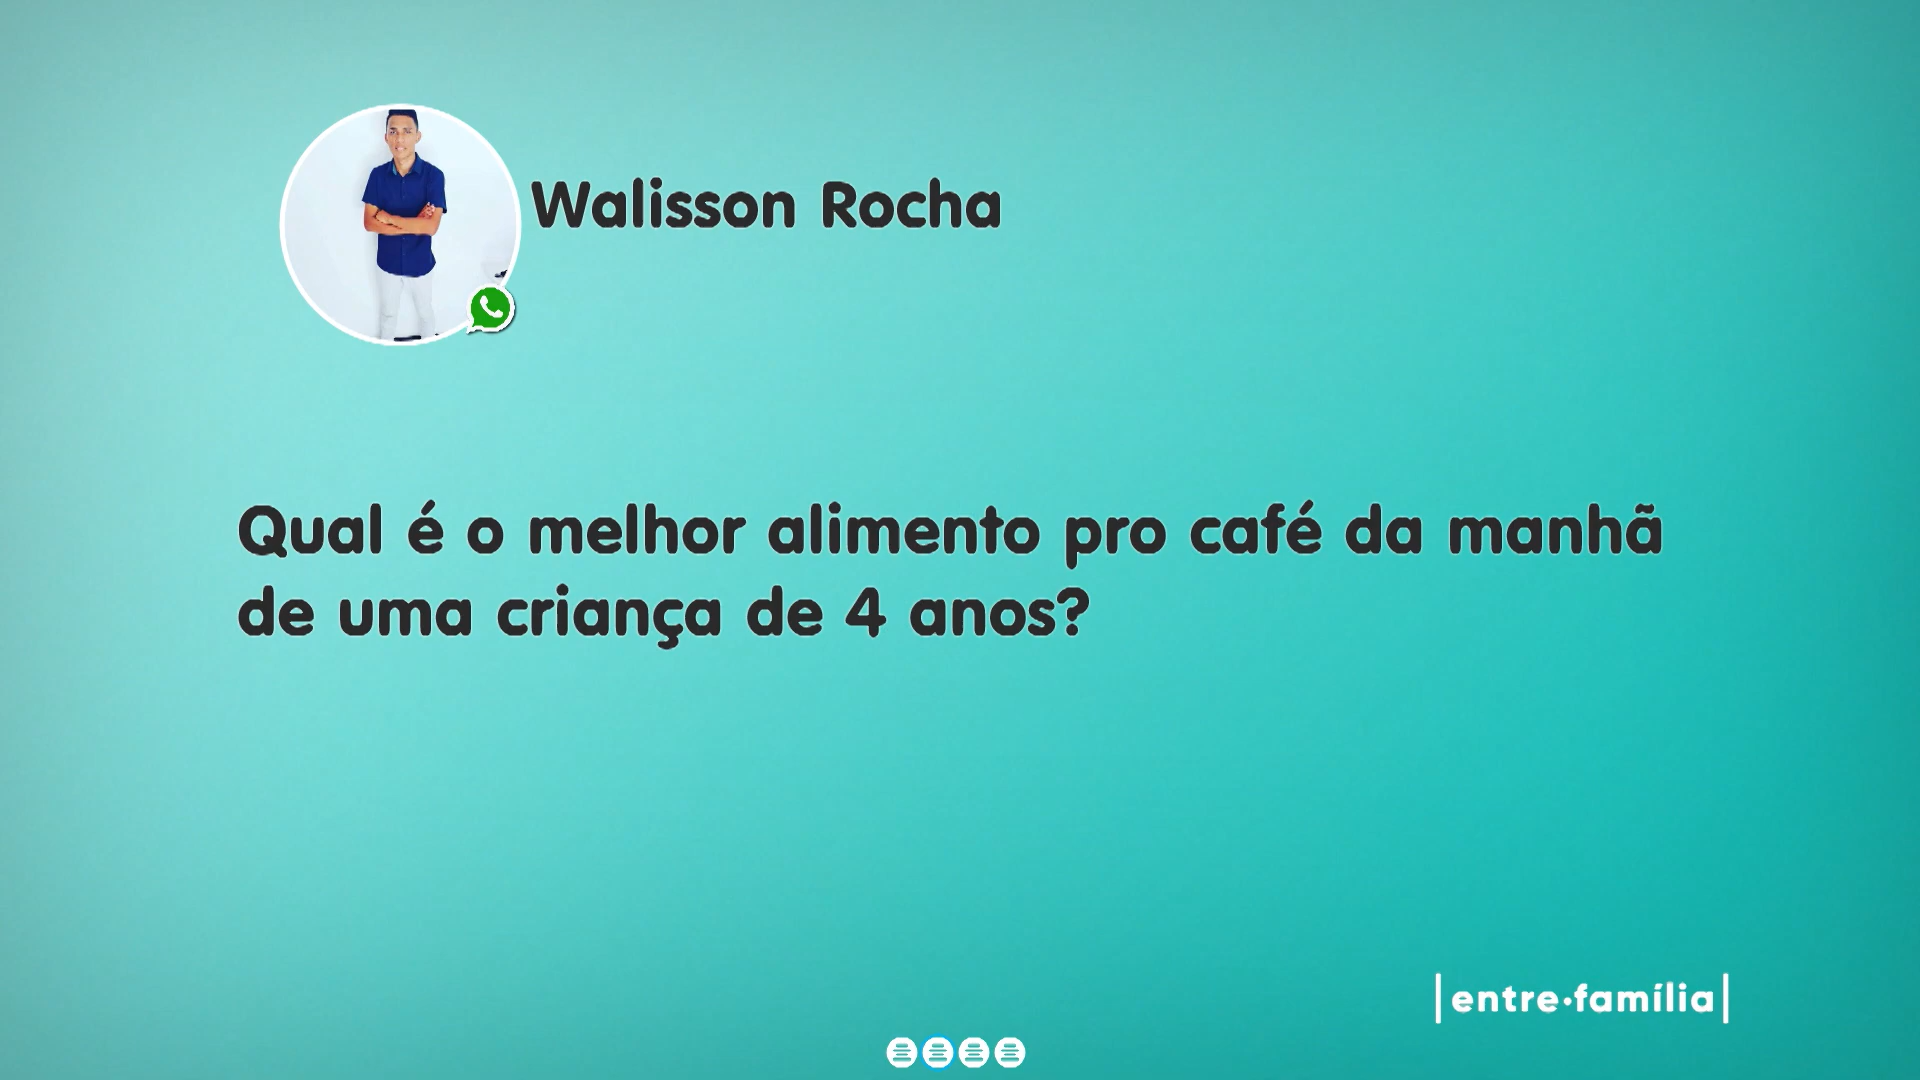 Walisson Rocha
Qual é o melhor alimento pro café da manhã
de uma criança de 4 anos?
|entre•família|